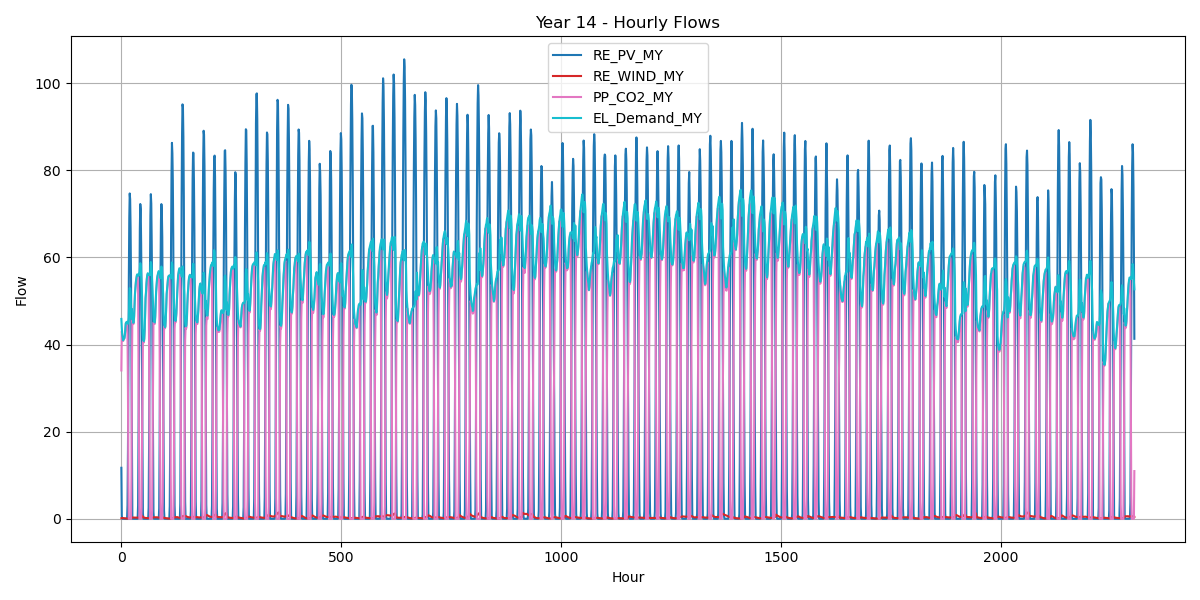 Year 14 - Hourly Flows
RE_PV_MY
RE_WIND_MY
PP_CO2_MY
EL_Demand_MY
100
80
60
40
20
0
Flow
0 500 1000 1500 2000
Hour